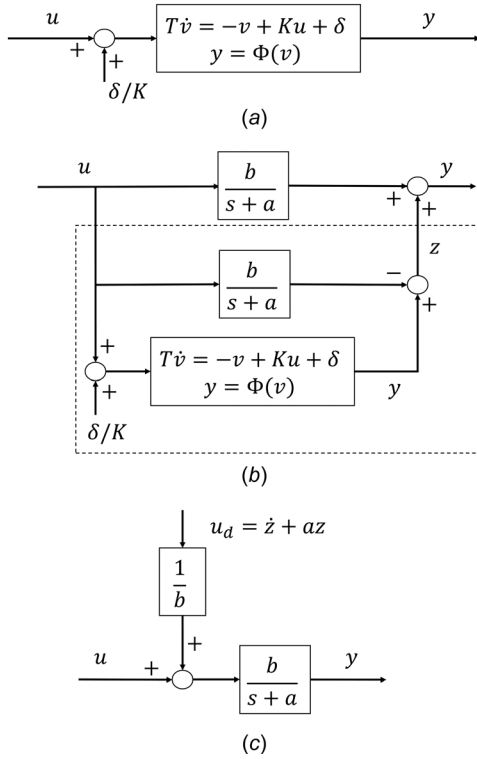 u
Tv̇ = −v + Ku + δ
y = Φ(v)
y
+
+
δ/K
(a)
u
b
s + a
y
+
+
z
b
s + a
−
+
+
Tv̇ = −v + Ku + δ
y = Φ(v)
+
y
δ/K
(b)
u_d = ż + az
1
b
+
u
+
b
s + a
y
(c)